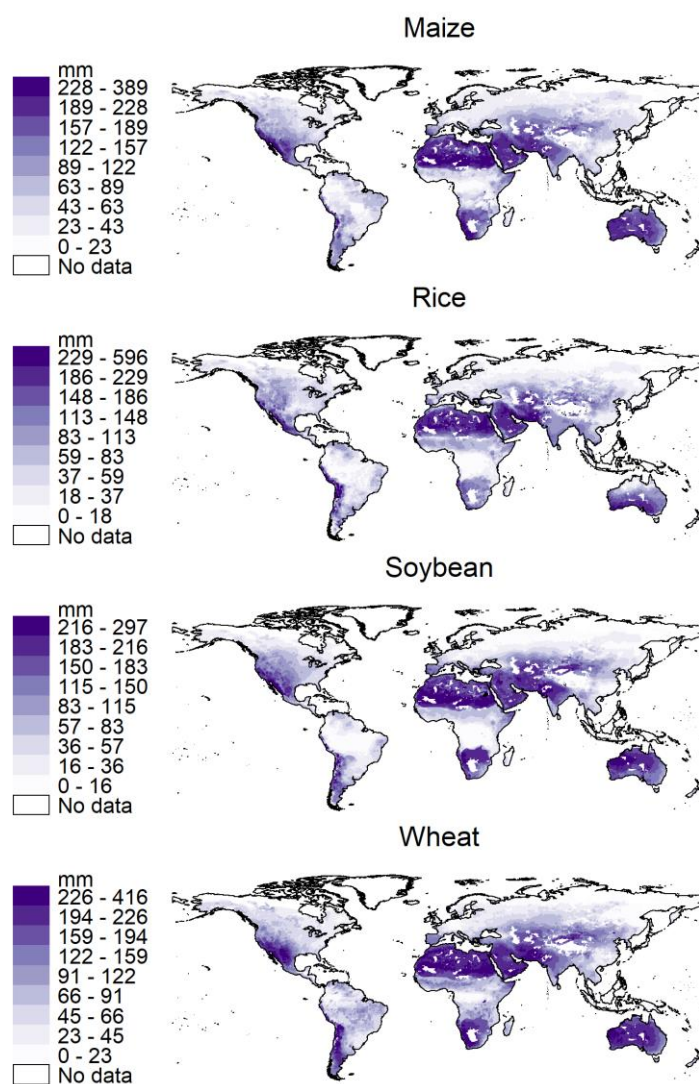 Maize
mm
228 - 389
189 - 228
157 - 189
122 - 157
89 - 122
63 - 89
43 - 63
23 - 43
0 - 23
No data
Rice
mm
229 - 596
186 - 229
148 - 186
113 - 148
83 - 113
59 - 83
37 - 59
18 - 37
0 - 18
No data
Soybean
mm
216 - 297
183 - 216
150 - 183
115 - 150
83 - 115
57 - 83
36 - 57
16 - 36
0 - 16
No data
Wheat
mm
226 - 416
194 - 226
159 - 194
122 - 159
91 - 122
66 - 91
45 - 66
23 - 45
0 - 23
No data